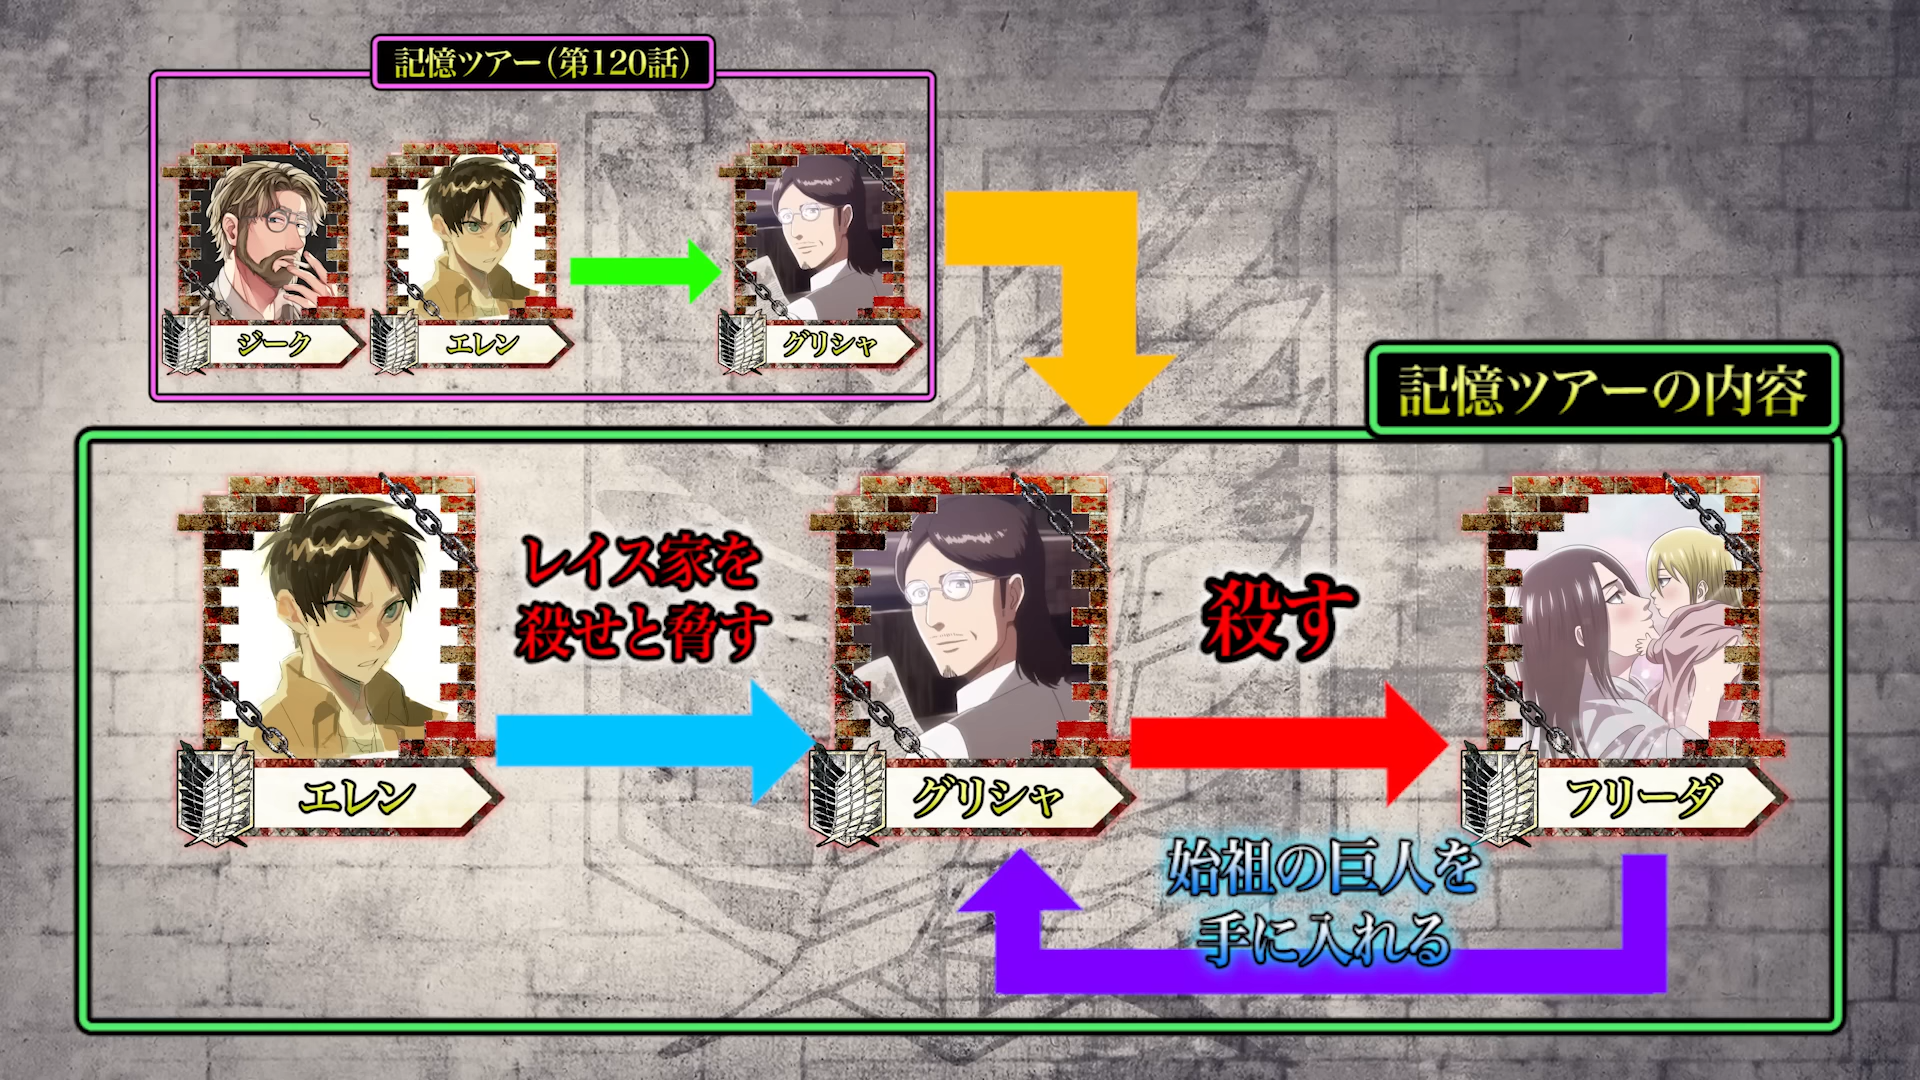 記憶ツアー（第120話）
ジーク
エレン
グリシャ
記憶ツアーの内容
レイス家を
殺せと脅す
殺す
エレン
グリシャ
フリーダ
始祖の巨人を
手に入れる